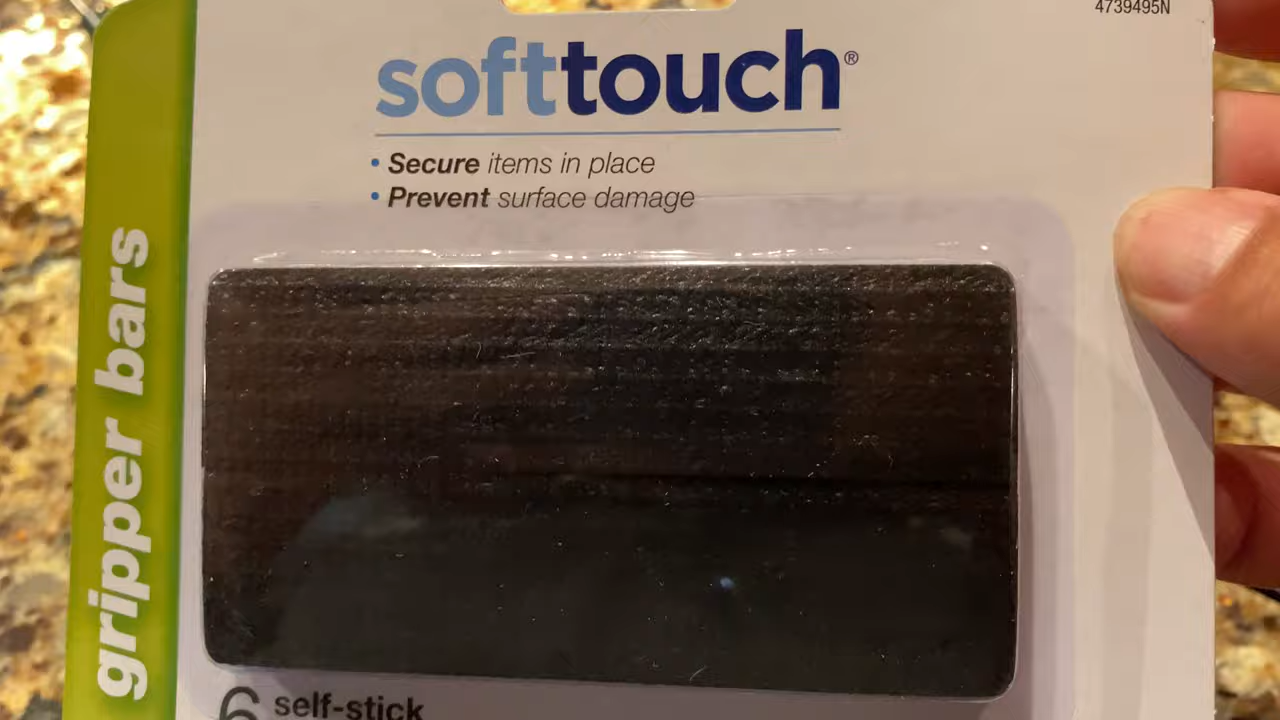 4739495N
softtouch®
• Secure items in place
• Prevent surface damage
gripper bars
6 self-stick